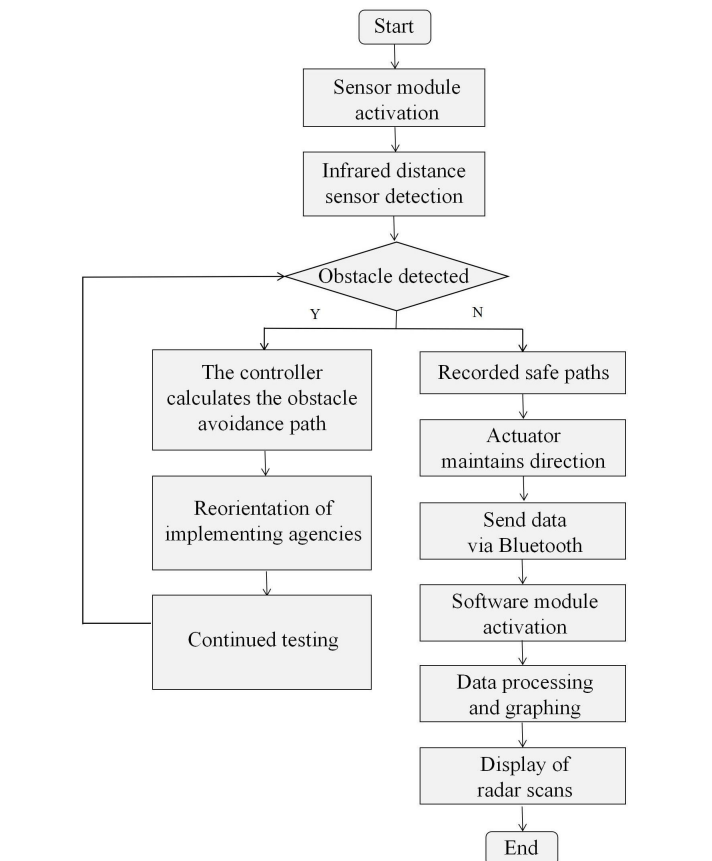 Start
Sensor module
activation
Infrared distance
sensor detection
Obstacle detected
Y
N
The controller
calculates the obstacle
avoidance path
Reorientation of
implementing agencies
Continued testing
Recorded safe paths
Actuator
maintains direction
Send data
via Bluetooth
Software module
activation
Data processing
and graphing
Display of
radar scans
End